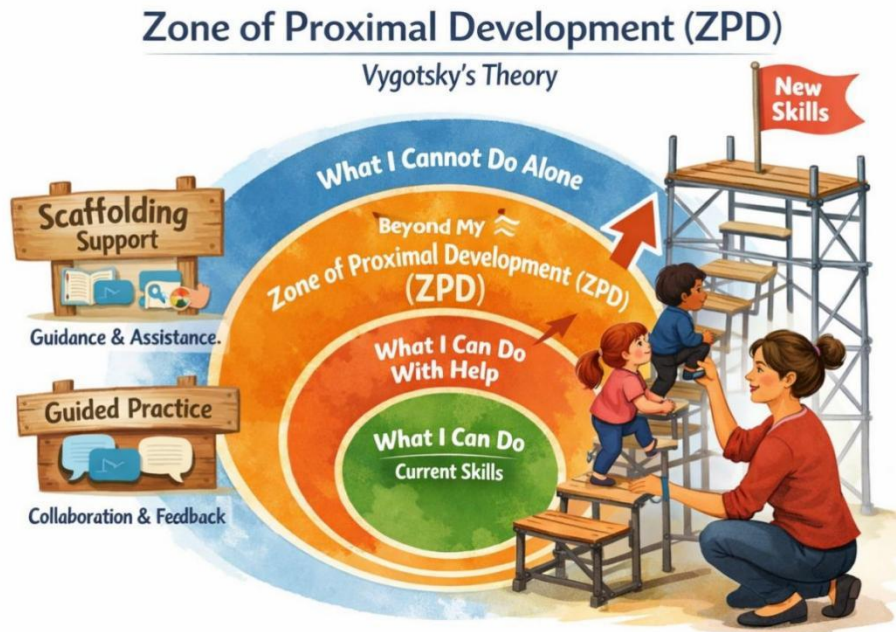 Zone of Proximal Development (ZPD)
Vygotsky's Theory
New
Skills
What I Cannot Do Alone
Scaffolding
Support
Guidance & Assistance.
Beyond My
Zone of Proximal Development (ZPD)
(ZPD)
What I Can Do
With Help
Guided Practice
Collaboration & Feedback
What I Can Do
Current Skills